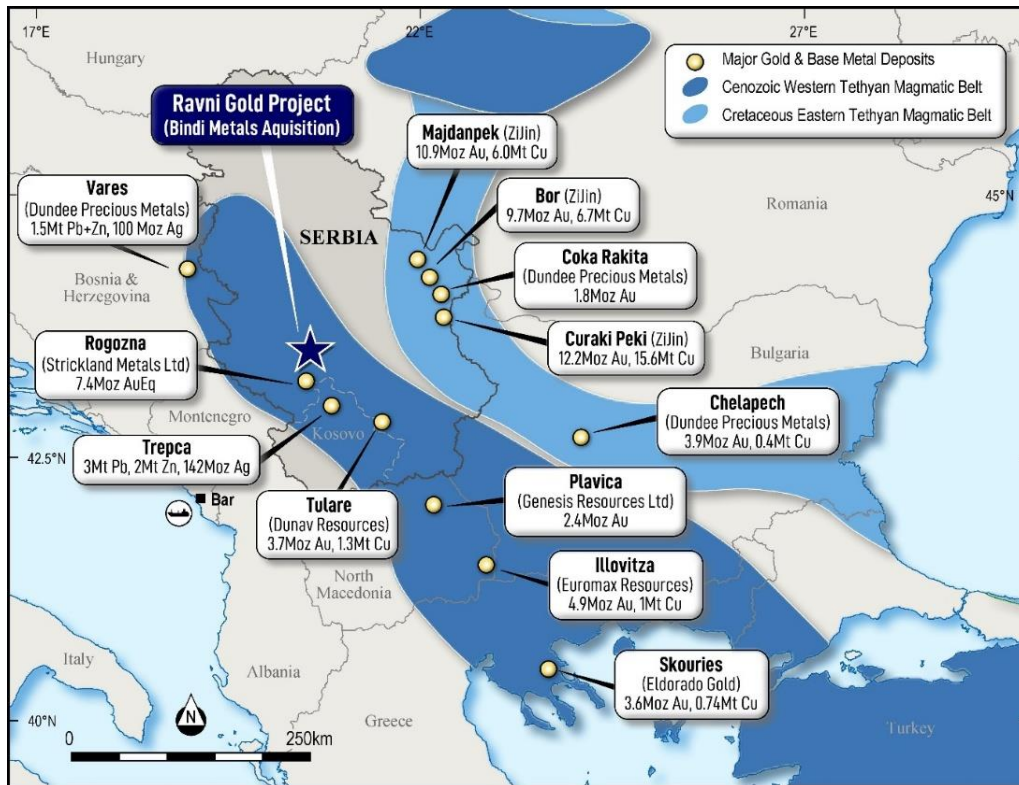 17°E
22°E
27°E
Hungary
Major Gold & Base Metal Deposits
Cenozoic Western Tethyan Magmatic Belt
Cretaceous Eastern Tethyan Magmatic Belt
Ravni Gold Project
(Bindi Metals Aquisition)
Majdanpek (ZiJin)
10.9Moz Au, 6.0Mt Cu
Vares
(Dundee Precious Metals)
1.5Mt Pb+Zn, 100 Moz Ag
Bor (ZiJin)
9.7Moz Au, 6.7Mt Cu
45°N
Romania
SERBIA
Coka Rakita
(Dundee Precious Metals)
1.8Moz Au
Bosnia &
Herzegovina
Curaki Peki (ZiJin)
12.2Moz Au, 15.6Mt Cu
Rogozna
(Strickland Metals Ltd)
7.4Moz AuEq
Bulgaria
Montenegro
Kosovo
Chelapech
(Dundee Precious Metals)
3.9Moz Au, 0.4Mt Cu
Trepca
3Mt Pb, 2Mt Zn, 142Moz Ag
42.5°N
Bar
Tulare
(Dunav Resources)
3.7Moz Au, 1.3Mt Cu
Plavica
(Genesis Resources Ltd)
2.4Moz Au
North
Macedonia
Illovitza
(Euromax Resources)
4.9Moz Au, 1Mt Cu
Italy
Albania
Skouries
(Eldorado Gold)
3.6Moz Au, 0.74Mt Cu
N
40°N
Greece
Turkey
0
250km